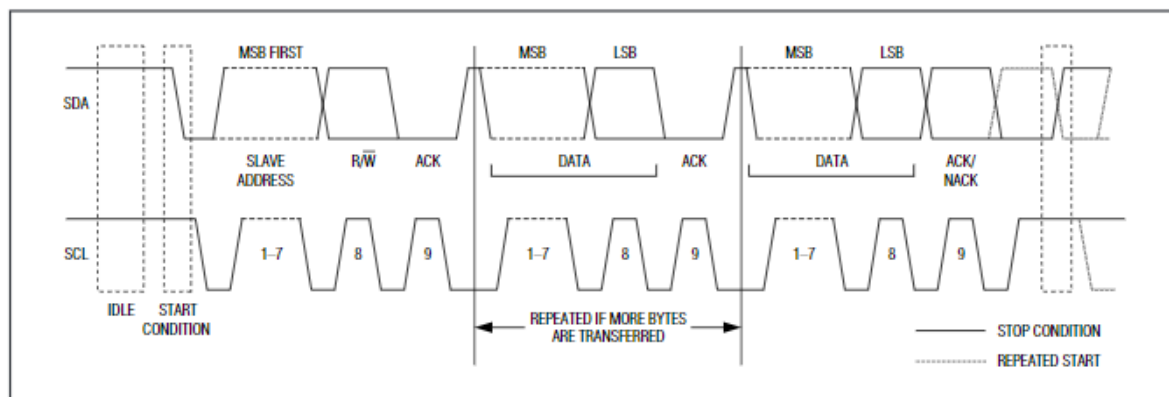 MSB FIRST
MSB
LSB
MSB
LSB
SDA
SLAVE
ADDRESS
R/W̅
ACK
DATA
ACK
DATA
ACK/
NACK
SCL
1–7
8
9
1–7
8
9
1–7
8
9
IDLE
START
CONDITION
REPEATED IF MORE BYTES
ARE TRANSFERRED
STOP CONDITION
REPEATED START